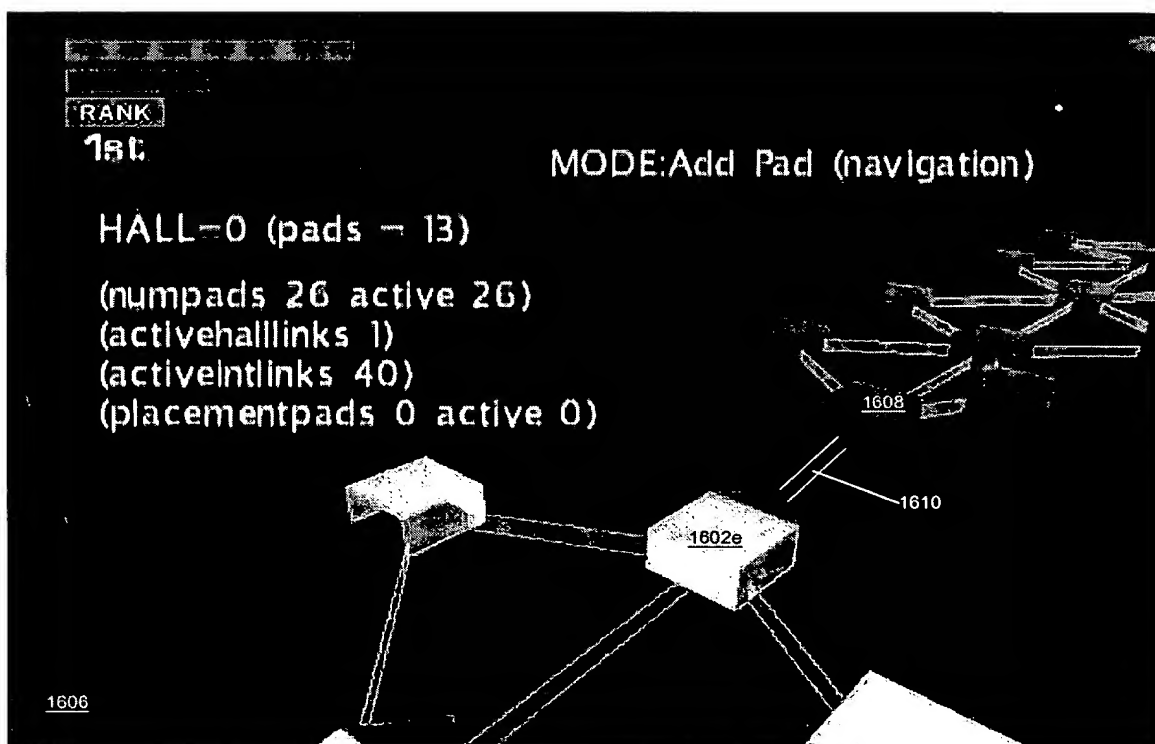 RANK
1st
MODE:Add Pad (navigation)
HALL=0 (pads - 13)
(numpads 26 active 26)
(activehalllinks 1)
(activeintlinks 40)
(placementpads 0 active 0)
1608
1610
1602e
1606